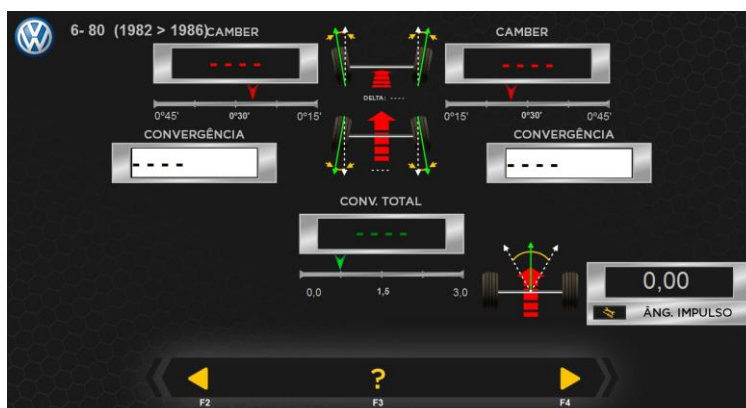 6- 80 (1982 > 1986)
CAMBER
CAMBER
- - - -
- - - -
DELTA: ----
0°45' 0°30' 0°15'
0°15' 0°30' 0°45'
CONVERGÊNCIA
CONVERGÊNCIA
- - - -
- - - -
----
CONV. TOTAL
- - - -
0,0 1,5 3,0
0,00
ÂNG. IMPULSO
?
F2 F3 F4